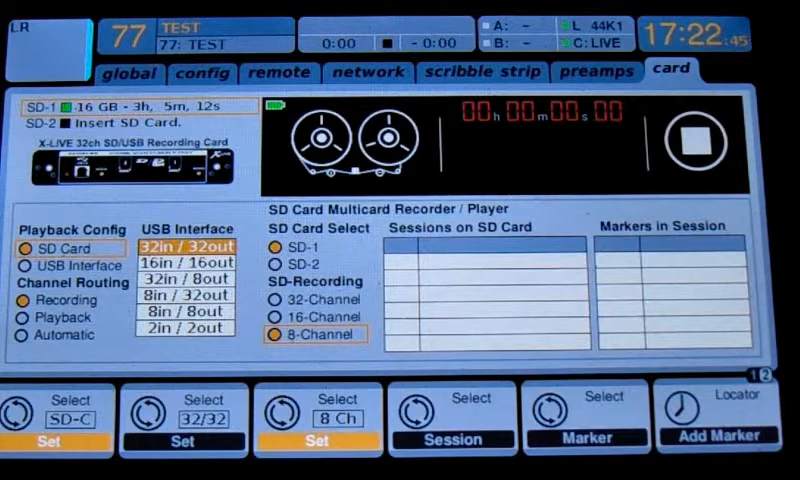 LR
77
TEST
77: TEST
0:00
- 0:00
A: -
B: -
L 44K1
C:LIVE
17:22:45
global
config
remote
network
scribble strip
preamps
card
SD-1 16 GB - 3h, 5m, 12s
SD-2 Insert SD Card.
X-LIVE 32ch SD/USB Recording Card
00h 00m 00s 00
SD Card Multicard Recorder / Player
Playback Config
SD Card
USB Interface
Channel Routing
Recording
Playback
Automatic
USB Interface
32in / 32out
16in / 16out
32in / 8out
8in / 32out
8in / 8out
2in / 2out
SD Card Select
SD-1
SD-2
SD-Recording
32-Channel
16-Channel
8-Channel
Sessions on SD Card
Markers in Session
1 2
Select
SD-C
Set
Select
32/32
Set
Select
8 Ch
Set
Select
Session
Select
Marker
Locator
Add Marker